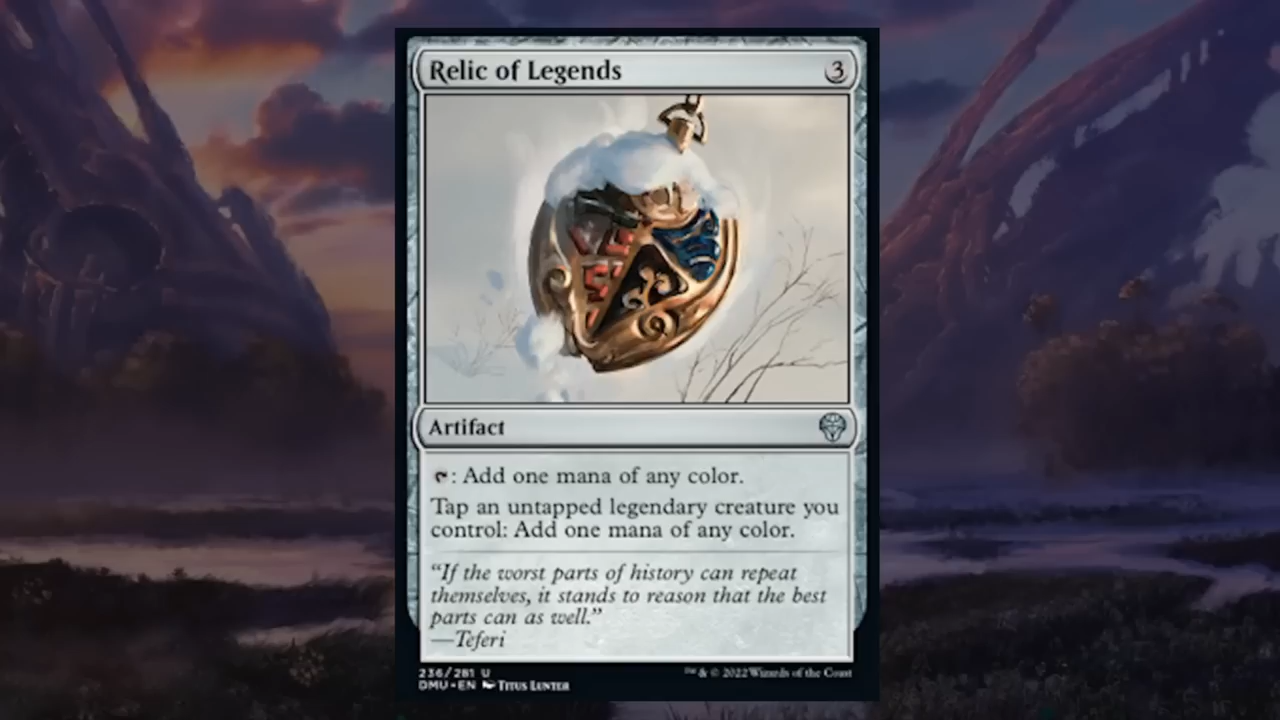 Relic of Legends 3
Artifact
: Add one mana of any color.
Tap an untapped legendary creature you
control: Add one mana of any color.
“If the worst parts of history can repeat
themselves, it stands to reason that the best
parts can as well.”
—Teferi
236/281 U
™ & © 2022 Wizards of the Coast
DMU • EN Titus Lunter